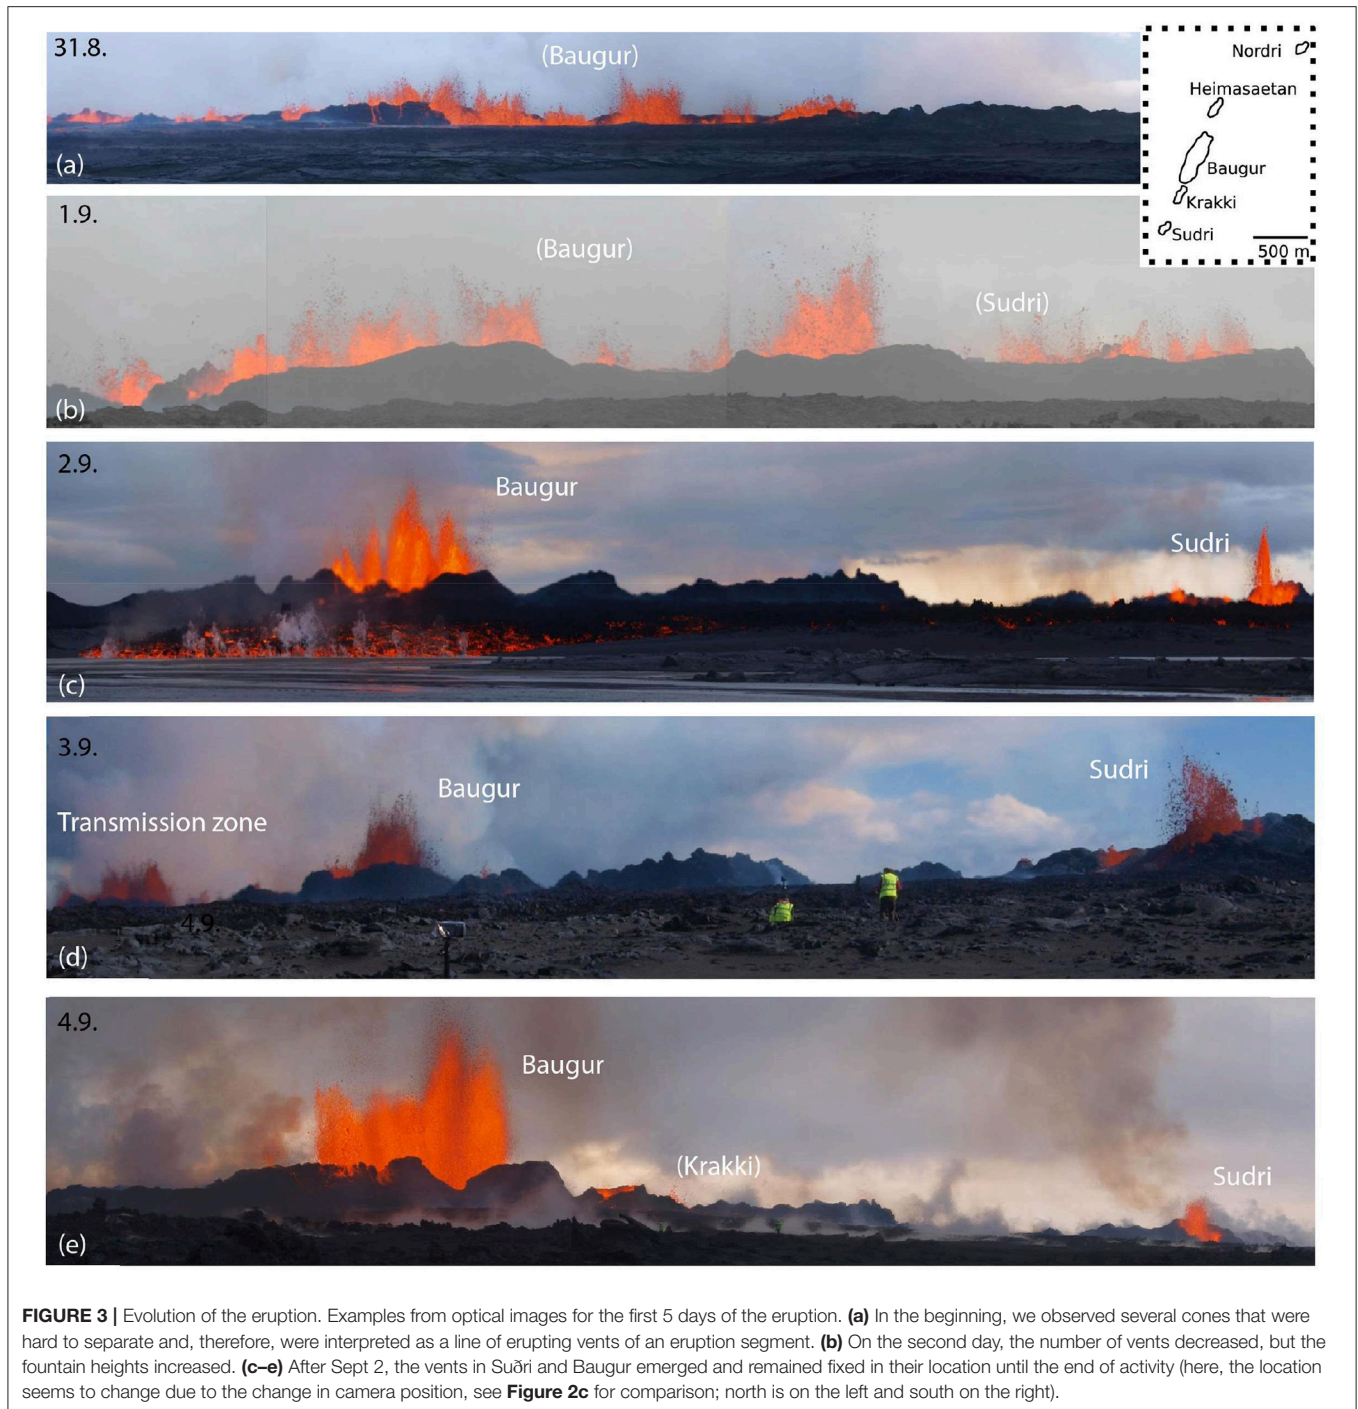 31.8.
(Baugur)
(a)
Nordri
Heimasaetan
Baugur
Krakki
Sudri
500 m
1.9.
(Baugur)
(Sudri)
(b)
2.9.
Baugur
Sudri
(c)
3.9.
Baugur
Sudri
Transmission zone
4.9.
(d)
4.9.
Baugur
(Krakki)
Sudri
(e)
FIGURE 3 | Evolution of the eruption. Examples from optical images for the first 5 days of the eruption. (a) In the beginning, we observed several cones that were
hard to separate and, therefore, were interpreted as a line of erupting vents of an eruption segment. (b) On the second day, the number of vents decreased, but the
fountain heights increased. (c–e) After Sept 2, the vents in Suðri and Baugur emerged and remained fixed in their location until the end of activity (here, the location
seems to change due to the change in camera position, see Figure 2c for comparison; north is on the left and south on the right).